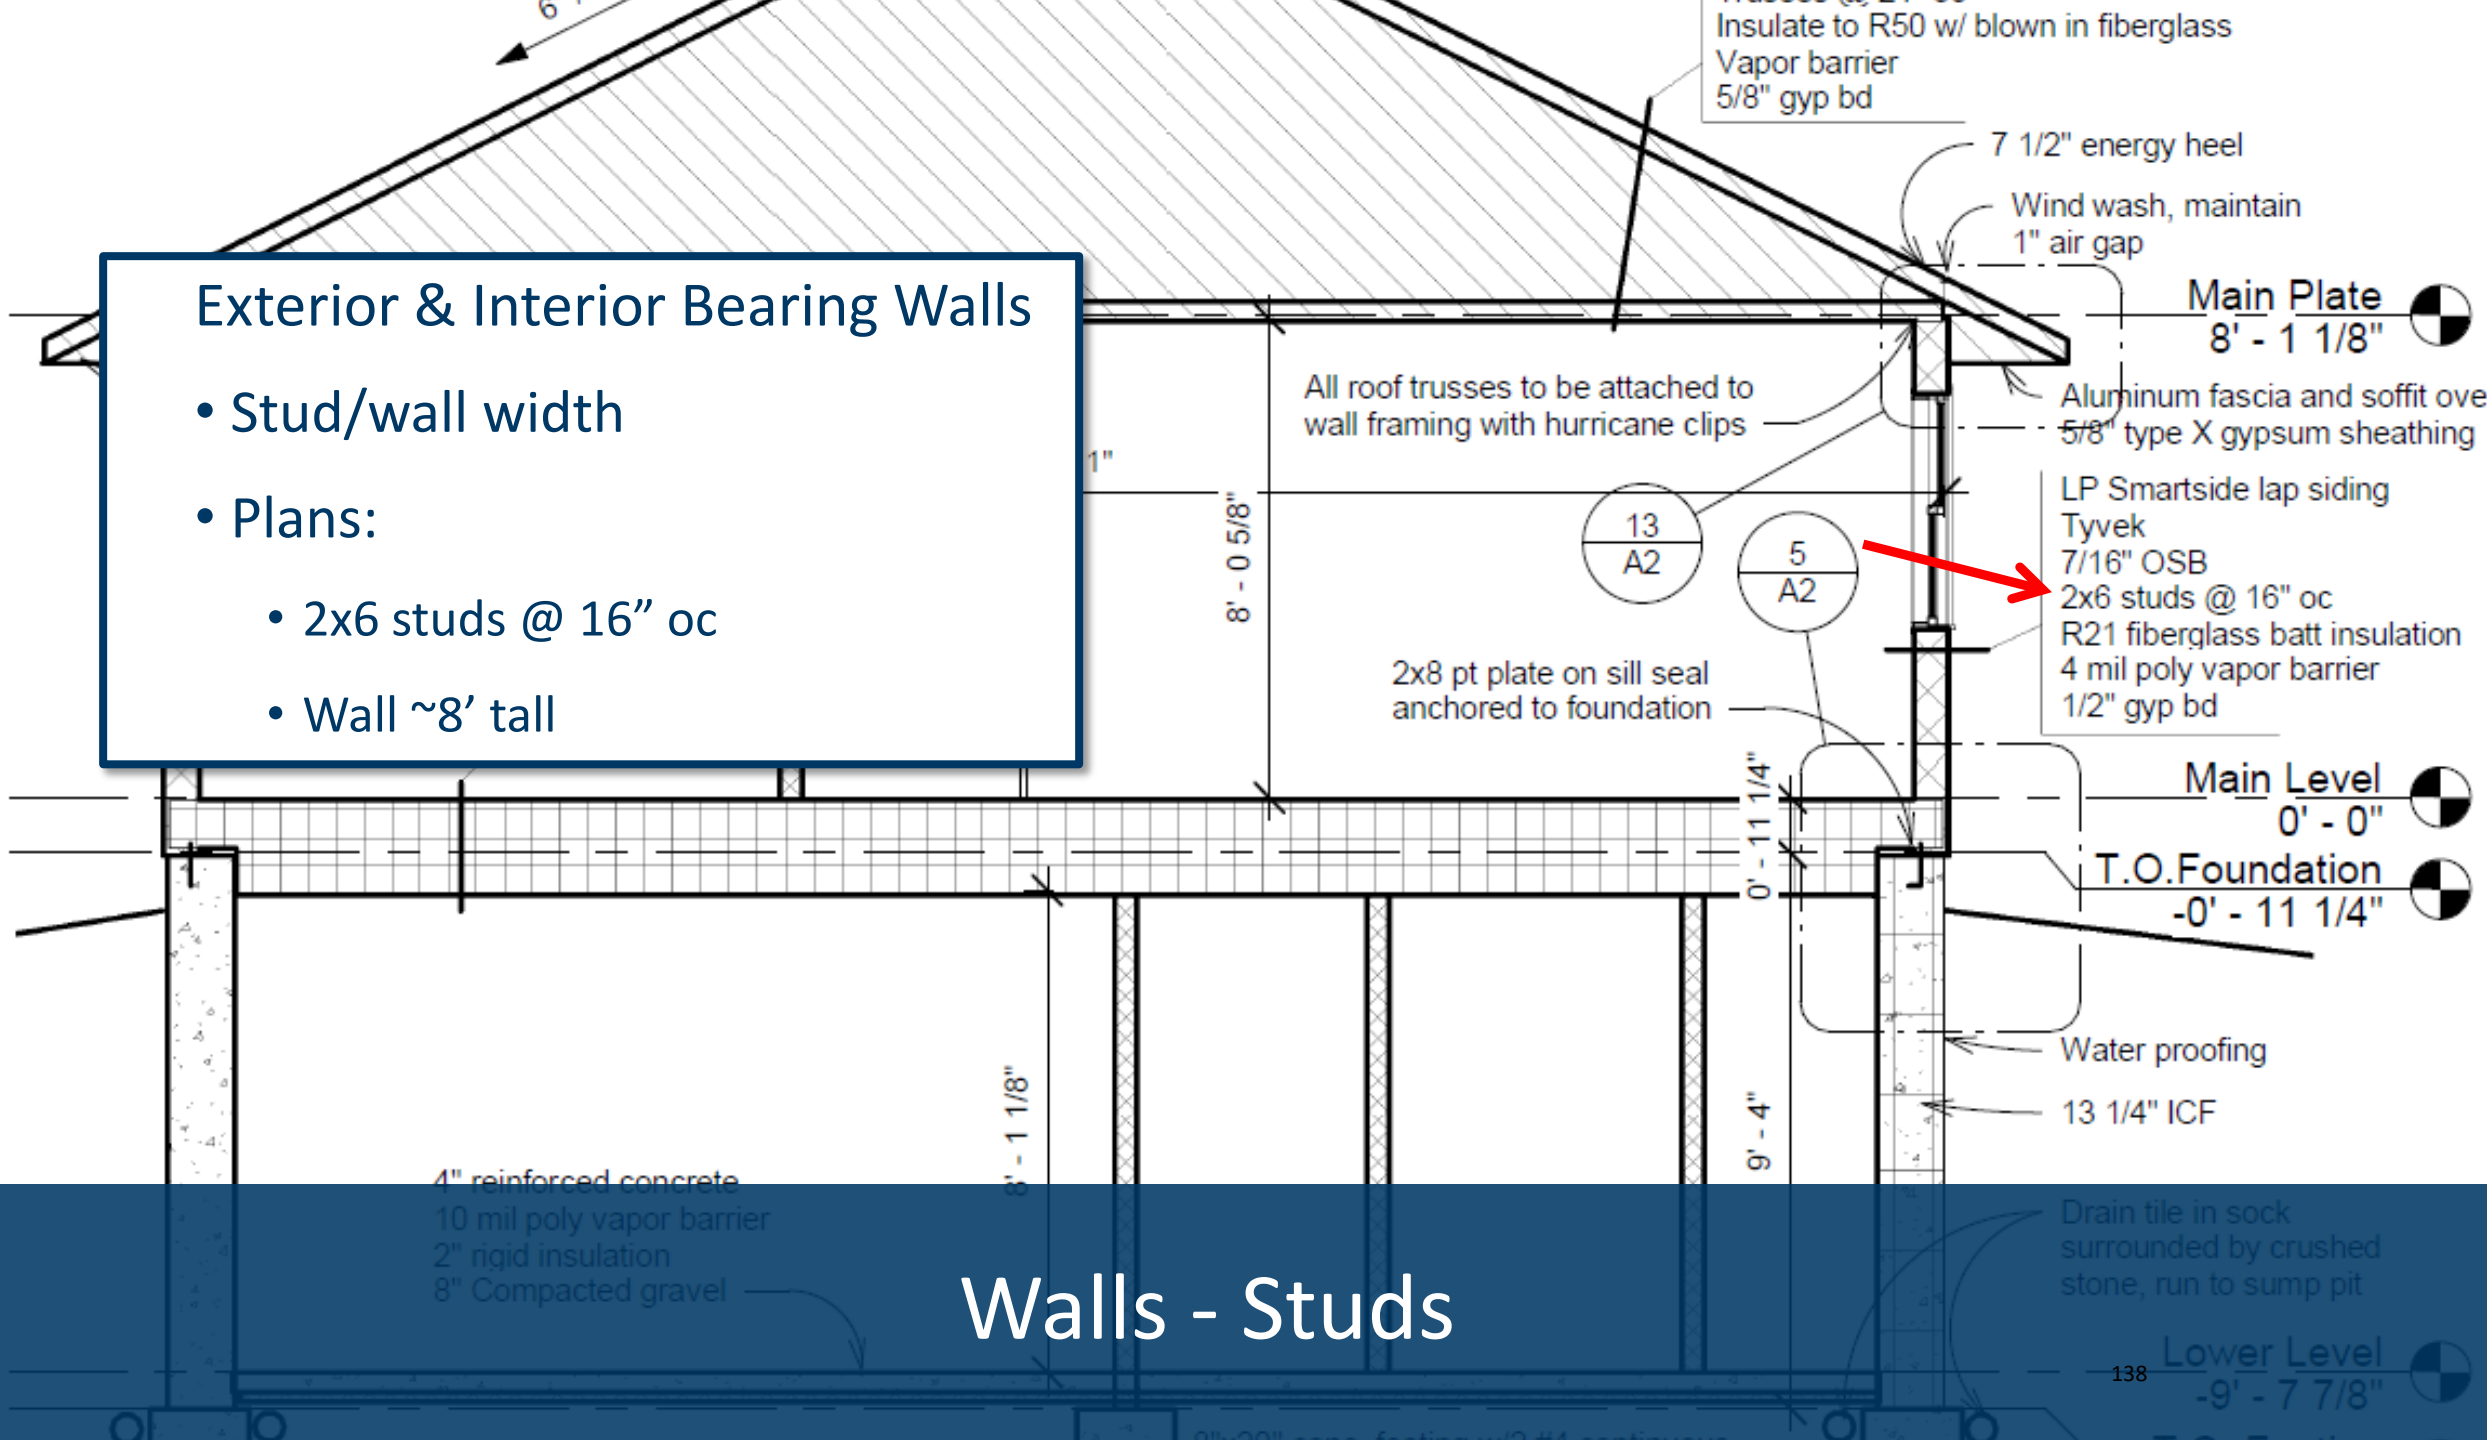 6
Insulate to R50 w/ blown in fiberglass
Vapor barrier
5/8" gyp bd
7 1/2" energy heel
Wind wash, maintain
1" air gap
Main Plate
8' - 1 1/8"
Exterior & Interior Bearing Walls
• Stud/wall width
• Plans:
• 2x6 studs @ 16” oc
• Wall ~8’ tall
1"
8' - 0 5/8"
All roof trusses to be attached to
wall framing with hurricane clips
Aluminum fascia and soffit ove
5/8" type X gypsum sheathing
13
A2
5
A2
LP Smartside lap siding
Tyvek
7/16" OSB
2x6 studs @ 16" oc
R21 fiberglass batt insulation
4 mil poly vapor barrier
1/2" gyp bd
2x8 pt plate on sill seal
anchored to foundation
Main Level
0' - 0"
0' - 11 1/4"
T.O.Foundation
-0' - 11 1/4"
8' - 1 1/8"
9' - 4"
Water proofing
13 1/4" ICF
4" reinforced concrete
10 mil poly vapor barrier
2" rigid insulation
8" Compacted gravel
Drain tile in sock
surrounded by crushed
stone, run to sump pit
Walls - Studs
138
Lower Level
-9' - 7 7/8"